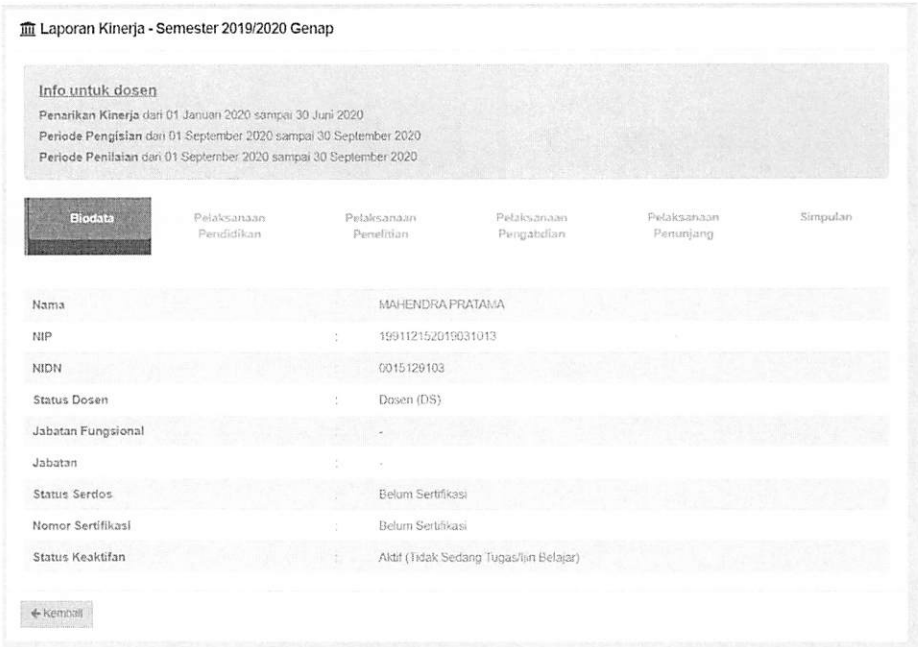 Laporan Kinerja - Semester 2019/2020 Genap
Info untuk dosen
Penarikan Kinerja dari 01 Januari 2020 sampai 30 Juni 2020
Periode Pengisian dari 01 September 2020 sampai 30 September 2020
Periode Penilaian dari 01 September 2020 sampai 30 September 2020
Biodata
Pelaksanaan Pendidikan
Pelaksanaan Penelitian
Pelaksanaan Pengabdian
Pelaksanaan Penunjang
Simpulan
Nama MAHENDRA PRATAMA
NIP : 199112152019031013
NIDN 0015129103
Status Dosen : Dosen (DS)
Jabatan Fungsional : -
Jabatan : -
Status Serdos : Belum Sertifikasi
Nomor Sertifikasi : Belum Sertifikasi
Status Keaktifan : Aktif (Tidak Sedang Tugas/Ijin Belajar)
Kembali